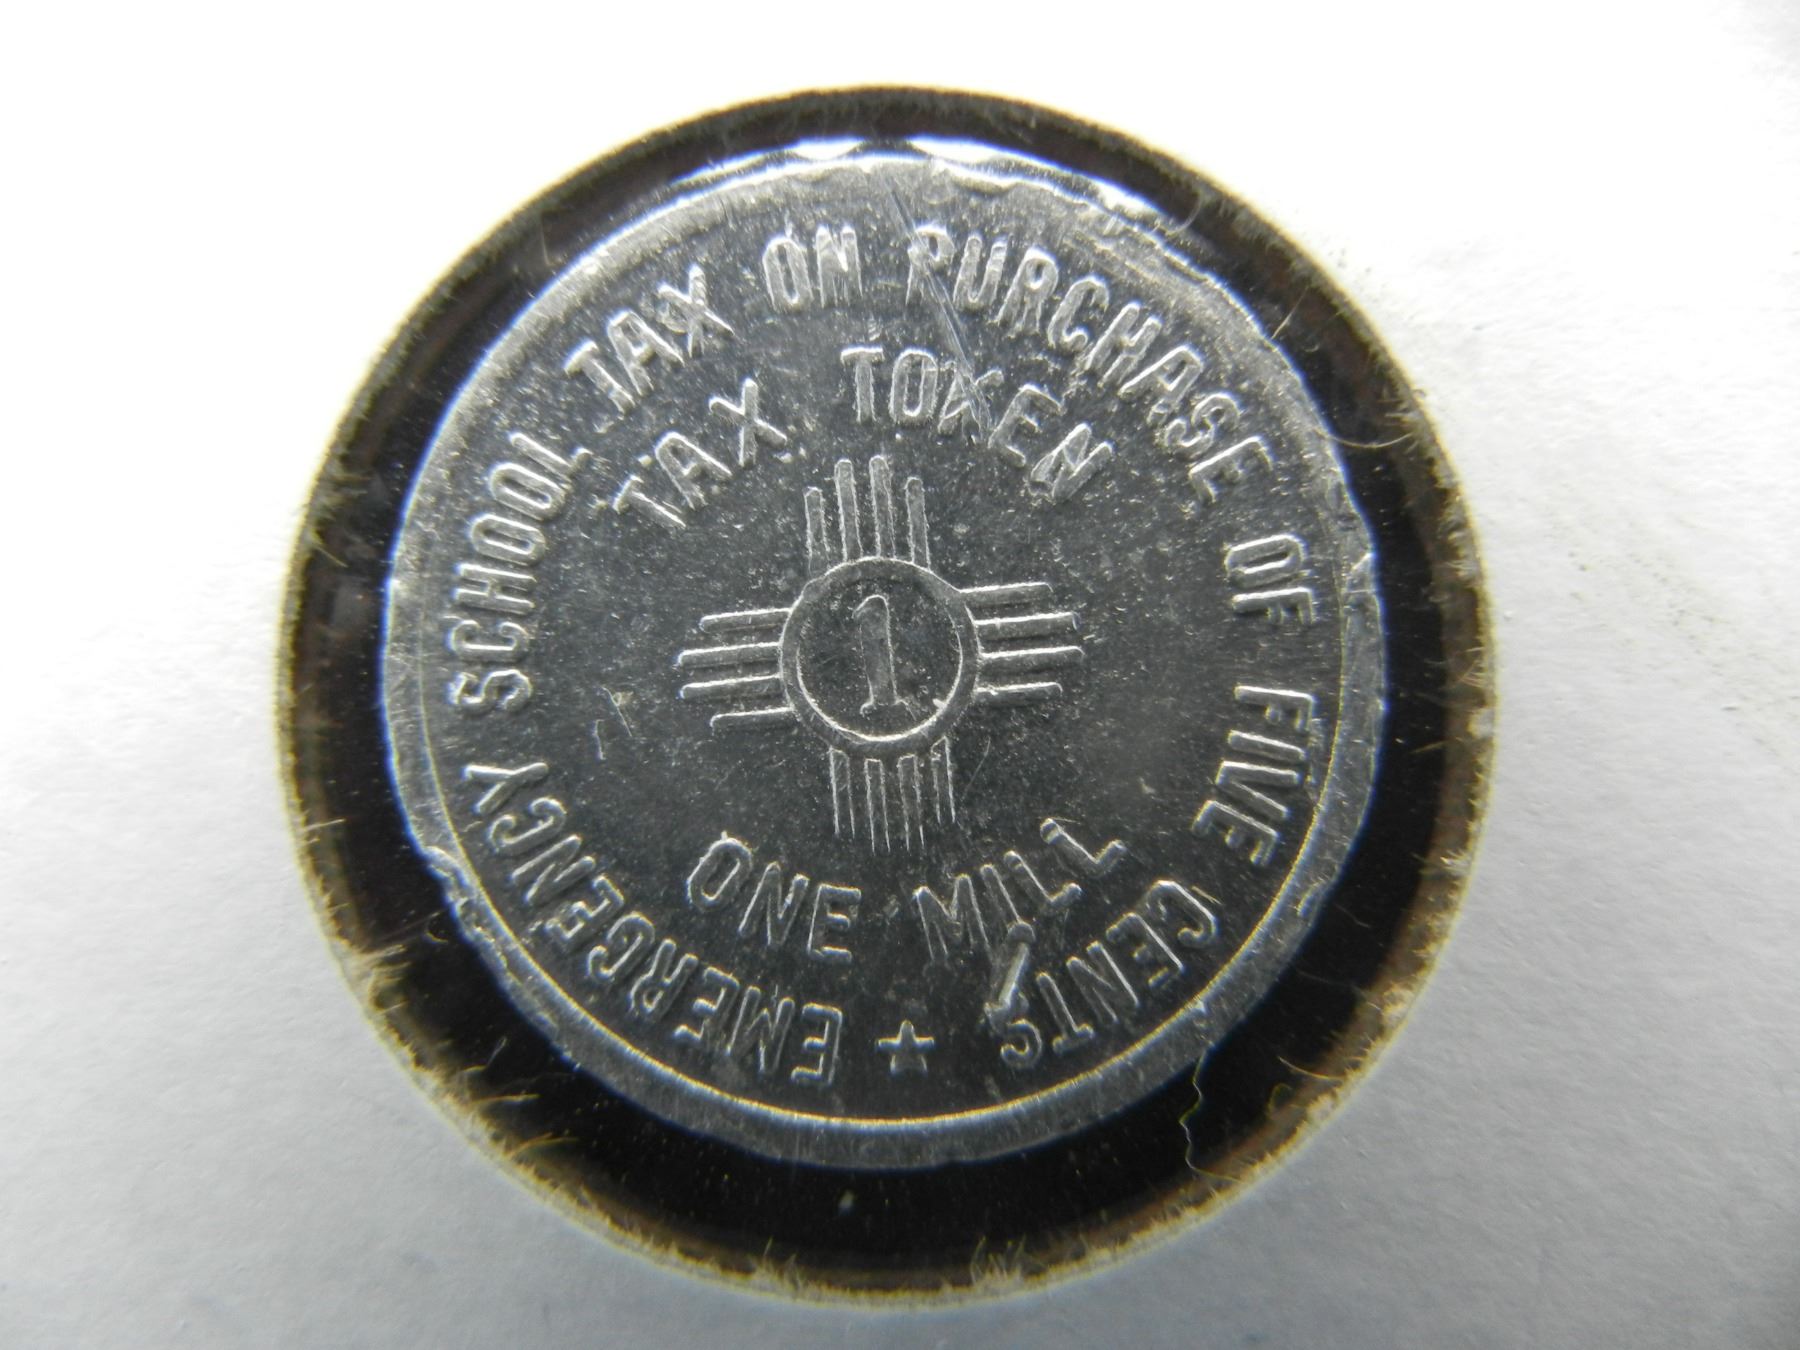 EMERGENCY SCHOOL TAX ON PURCHASE OF FIVE CENTS
TAX TOKEN
1
ONE MILL